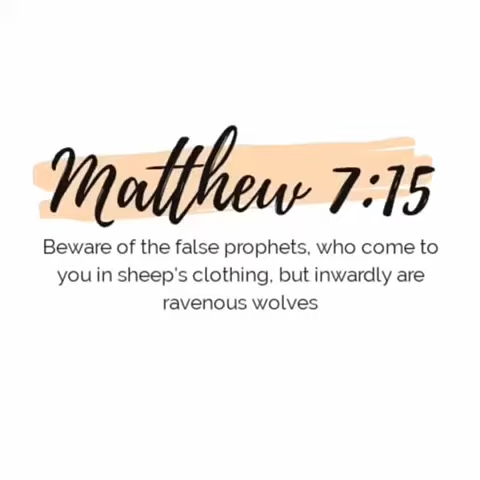 Matthew 7:15
Beware of the false prophets, who come to
you in sheep's clothing, but inwardly are
ravenous wolves